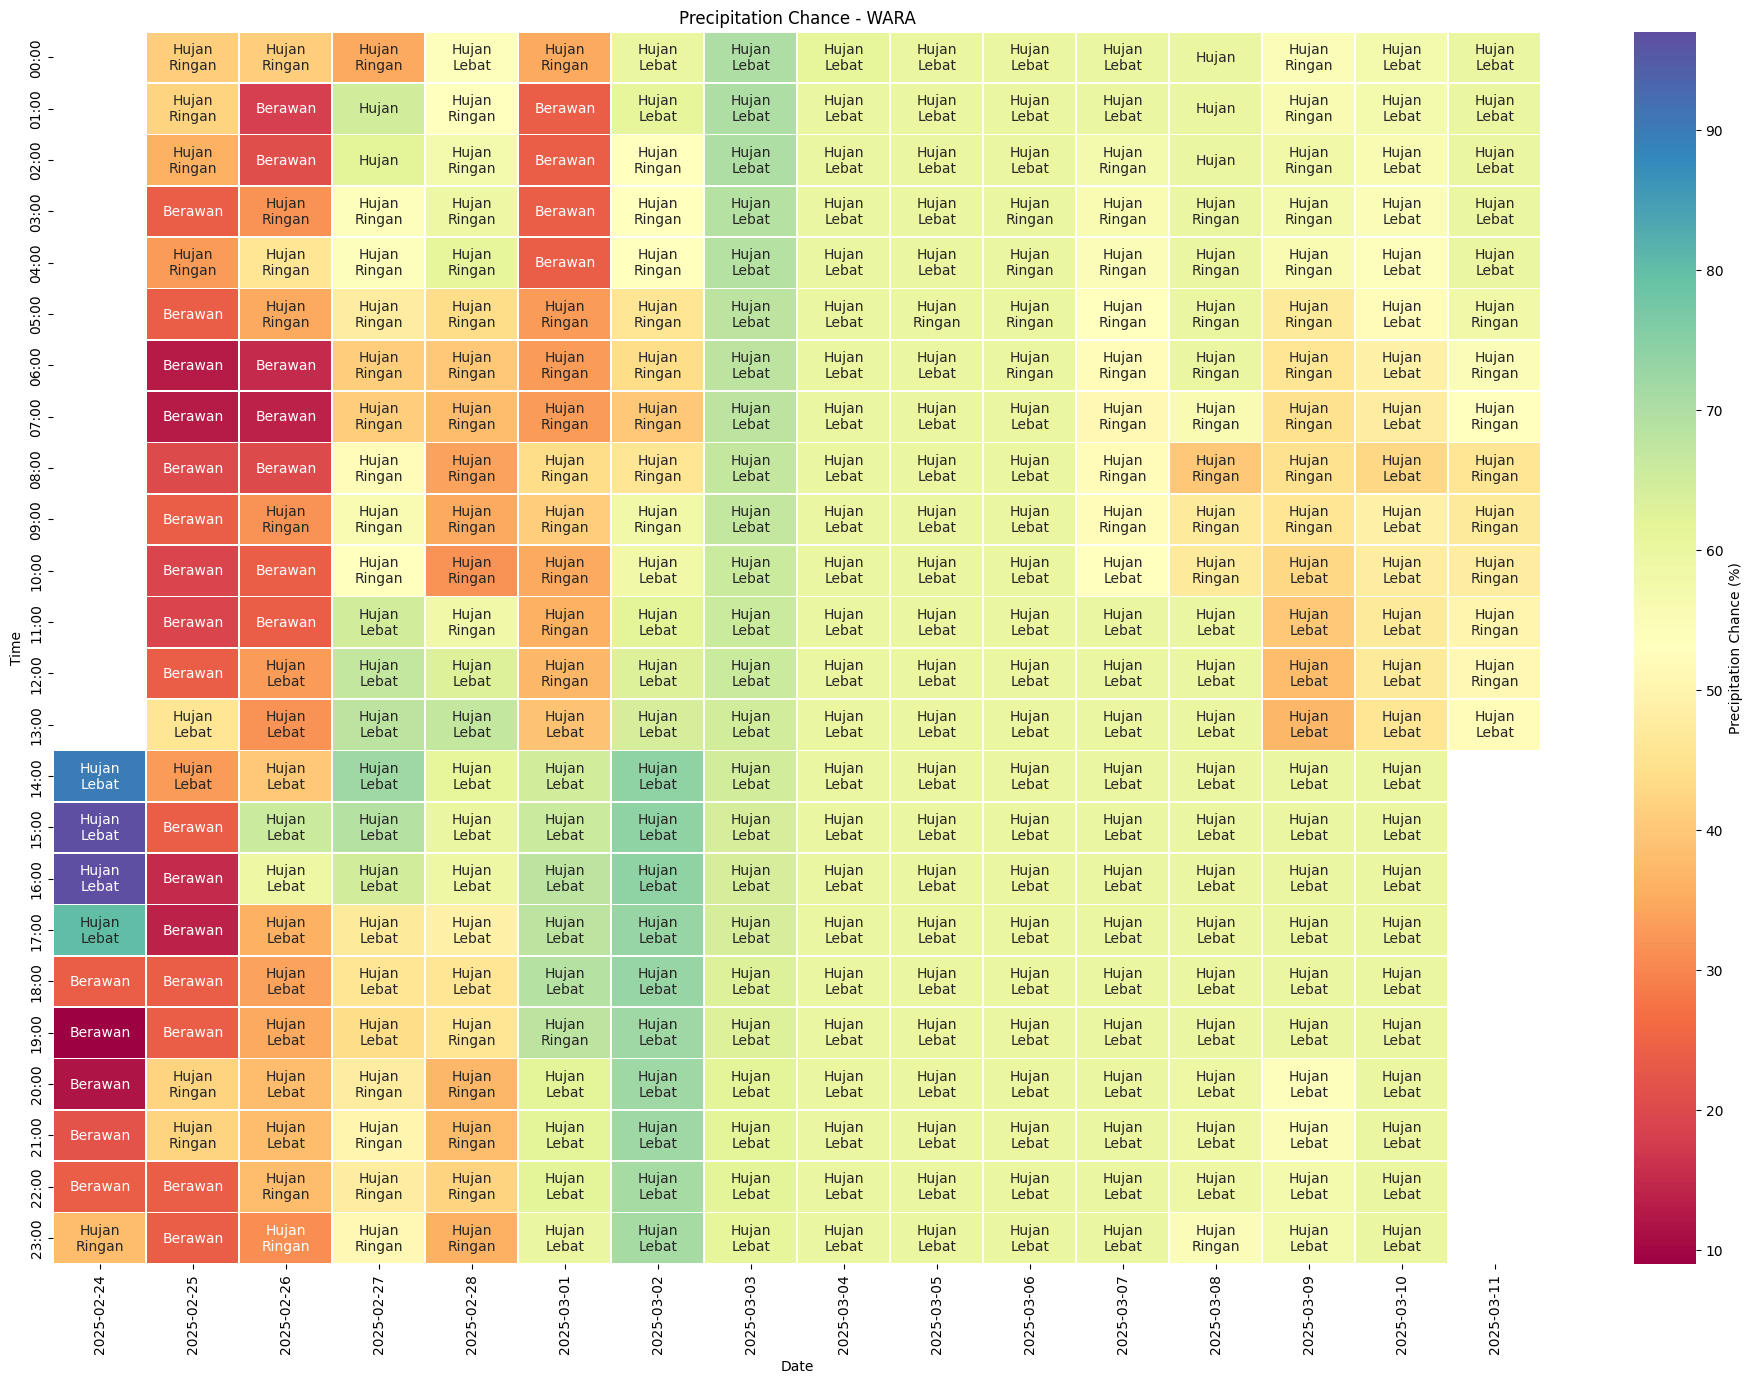 Precipitation Chance - WARA
00:00 Hujan Ringan Hujan Ringan Hujan Ringan Hujan Lebat Hujan Ringan Hujan Lebat Hujan Lebat Hujan Lebat Hujan Lebat Hujan Lebat Hujan Lebat Hujan Hujan Ringan Hujan Lebat Hujan Lebat
01:00 Hujan Ringan Berawan Hujan Hujan Ringan Berawan Hujan Lebat Hujan Lebat Hujan Lebat Hujan Lebat Hujan Lebat Hujan Lebat Hujan Hujan Ringan Hujan Lebat Hujan Lebat
02:00 Hujan Ringan Berawan Hujan Hujan Ringan Berawan Hujan Ringan Hujan Lebat Hujan Lebat Hujan Lebat Hujan Lebat Hujan Ringan Hujan Hujan Ringan Hujan Lebat Hujan Lebat
03:00 Berawan Hujan Ringan Hujan Ringan Hujan Ringan Berawan Hujan Ringan Hujan Lebat Hujan Lebat Hujan Lebat Hujan Ringan Hujan Ringan Hujan Ringan Hujan Ringan Hujan Lebat Hujan Lebat
04:00 Hujan Ringan Hujan Ringan Hujan Ringan Hujan Ringan Berawan Hujan Ringan Hujan Lebat Hujan Lebat Hujan Lebat Hujan Ringan Hujan Ringan Hujan Ringan Hujan Ringan Hujan Lebat Hujan Lebat
05:00 Berawan Hujan Ringan Hujan Ringan Hujan Ringan Hujan Ringan Hujan Ringan Hujan Lebat Hujan Lebat Hujan Ringan Hujan Ringan Hujan Ringan Hujan Ringan Hujan Ringan Hujan Lebat Hujan Ringan
06:00 Berawan Berawan Hujan Ringan Hujan Ringan Hujan Ringan Hujan Ringan Hujan Lebat Hujan Lebat Hujan Lebat Hujan Ringan Hujan Ringan Hujan Ringan Hujan Ringan Hujan Lebat Hujan Ringan
07:00 Berawan Berawan Hujan Ringan Hujan Ringan Hujan Ringan Hujan Ringan Hujan Lebat Hujan Lebat Hujan Lebat Hujan Lebat Hujan Ringan Hujan Ringan Hujan Ringan Hujan Lebat Hujan Ringan
08:00 Berawan Berawan Hujan Ringan Hujan Ringan Hujan Ringan Hujan Ringan Hujan Lebat Hujan Lebat Hujan Lebat Hujan Lebat Hujan Ringan Hujan Ringan Hujan Ringan Hujan Lebat Hujan Ringan
09:00 Berawan Hujan Ringan Hujan Ringan Hujan Ringan Hujan Ringan Hujan Ringan Hujan Lebat Hujan Lebat Hujan Lebat Hujan Lebat Hujan Ringan Hujan Ringan Hujan Ringan Hujan Lebat Hujan Ringan
10:00 Berawan Berawan Hujan Ringan Hujan Ringan Hujan Ringan Hujan Lebat Hujan Lebat Hujan Lebat Hujan Lebat Hujan Lebat Hujan Lebat Hujan Ringan Hujan Lebat Hujan Lebat Hujan Ringan
11:00 Berawan Berawan Hujan Lebat Hujan Ringan Hujan Ringan Hujan Lebat Hujan Lebat Hujan Lebat Hujan Lebat Hujan Lebat Hujan Lebat Hujan Lebat Hujan Lebat Hujan Lebat Hujan Ringan
12:00 Berawan Hujan Lebat Hujan Lebat Hujan Lebat Hujan Ringan Hujan Lebat Hujan Lebat Hujan Lebat Hujan Lebat Hujan Lebat Hujan Lebat Hujan Lebat Hujan Lebat Hujan Lebat Hujan Ringan
13:00 Hujan Lebat Hujan Lebat Hujan Lebat Hujan Lebat Hujan Lebat Hujan Lebat Hujan Lebat Hujan Lebat Hujan Lebat Hujan Lebat Hujan Lebat Hujan Lebat Hujan Lebat Hujan Lebat Hujan Lebat
14:00 Hujan Lebat Hujan Lebat Hujan Lebat Hujan Lebat Hujan Lebat Hujan Lebat Hujan Lebat Hujan Lebat Hujan Lebat Hujan Lebat Hujan Lebat Hujan Lebat Hujan Lebat Hujan Lebat Hujan Lebat
15:00 Hujan Lebat Berawan Hujan Lebat Hujan Lebat Hujan Lebat Hujan Lebat Hujan Lebat Hujan Lebat Hujan Lebat Hujan Lebat Hujan Lebat Hujan Lebat Hujan Lebat Hujan Lebat Hujan Lebat
16:00 Hujan Lebat Berawan Hujan Lebat Hujan Lebat Hujan Lebat Hujan Lebat Hujan Lebat Hujan Lebat Hujan Lebat Hujan Lebat Hujan Lebat Hujan Lebat Hujan Lebat Hujan Lebat Hujan Lebat
17:00 Hujan Lebat Berawan Hujan Lebat Hujan Lebat Hujan Lebat Hujan Lebat Hujan Lebat Hujan Lebat Hujan Lebat Hujan Lebat Hujan Lebat Hujan Lebat Hujan Lebat Hujan Lebat Hujan Lebat
18:00 Berawan Berawan Hujan Lebat Hujan Lebat Hujan Lebat Hujan Lebat Hujan Lebat Hujan Lebat Hujan Lebat Hujan Lebat Hujan Lebat Hujan Lebat Hujan Lebat Hujan Lebat Hujan Lebat
19:00 Berawan Berawan Hujan Lebat Hujan Lebat Hujan Ringan Hujan Ringan Hujan Lebat Hujan Lebat Hujan Lebat Hujan Lebat Hujan Lebat Hujan Lebat Hujan Lebat Hujan Lebat Hujan Lebat
20:00 Berawan Hujan Ringan Hujan Lebat Hujan Ringan Hujan Ringan Hujan Lebat Hujan Lebat Hujan Lebat Hujan Lebat Hujan Lebat Hujan Lebat Hujan Lebat Hujan Lebat Hujan Lebat Hujan Lebat
21:00 Berawan Hujan Ringan Hujan Lebat Hujan Ringan Hujan Ringan Hujan Lebat Hujan Lebat Hujan Lebat Hujan Lebat Hujan Lebat Hujan Lebat Hujan Lebat Hujan Lebat Hujan Lebat Hujan Lebat
22:00 Berawan Berawan Hujan Ringan Hujan Ringan Hujan Ringan Hujan Lebat Hujan Lebat Hujan Lebat Hujan Lebat Hujan Lebat Hujan Lebat Hujan Lebat Hujan Lebat Hujan Lebat Hujan Lebat
23:00 Hujan Ringan Berawan Hujan Ringan Hujan Ringan Hujan Ringan Hujan Lebat Hujan Lebat Hujan Lebat Hujan Lebat Hujan Lebat Hujan Lebat Hujan Lebat Hujan Ringan Hujan Lebat Hujan Lebat
Time
2025-02-24 2025-02-25 2025-02-26 2025-02-27 2025-02-28 2025-03-01 2025-03-02 2025-03-03 2025-03-04 2025-03-05 2025-03-06 2025-03-07 2025-03-08 2025-03-09 2025-03-10 2025-03-11
Date
90
80
70
60
50
40
30
20
10
Precipitation Chance (%)